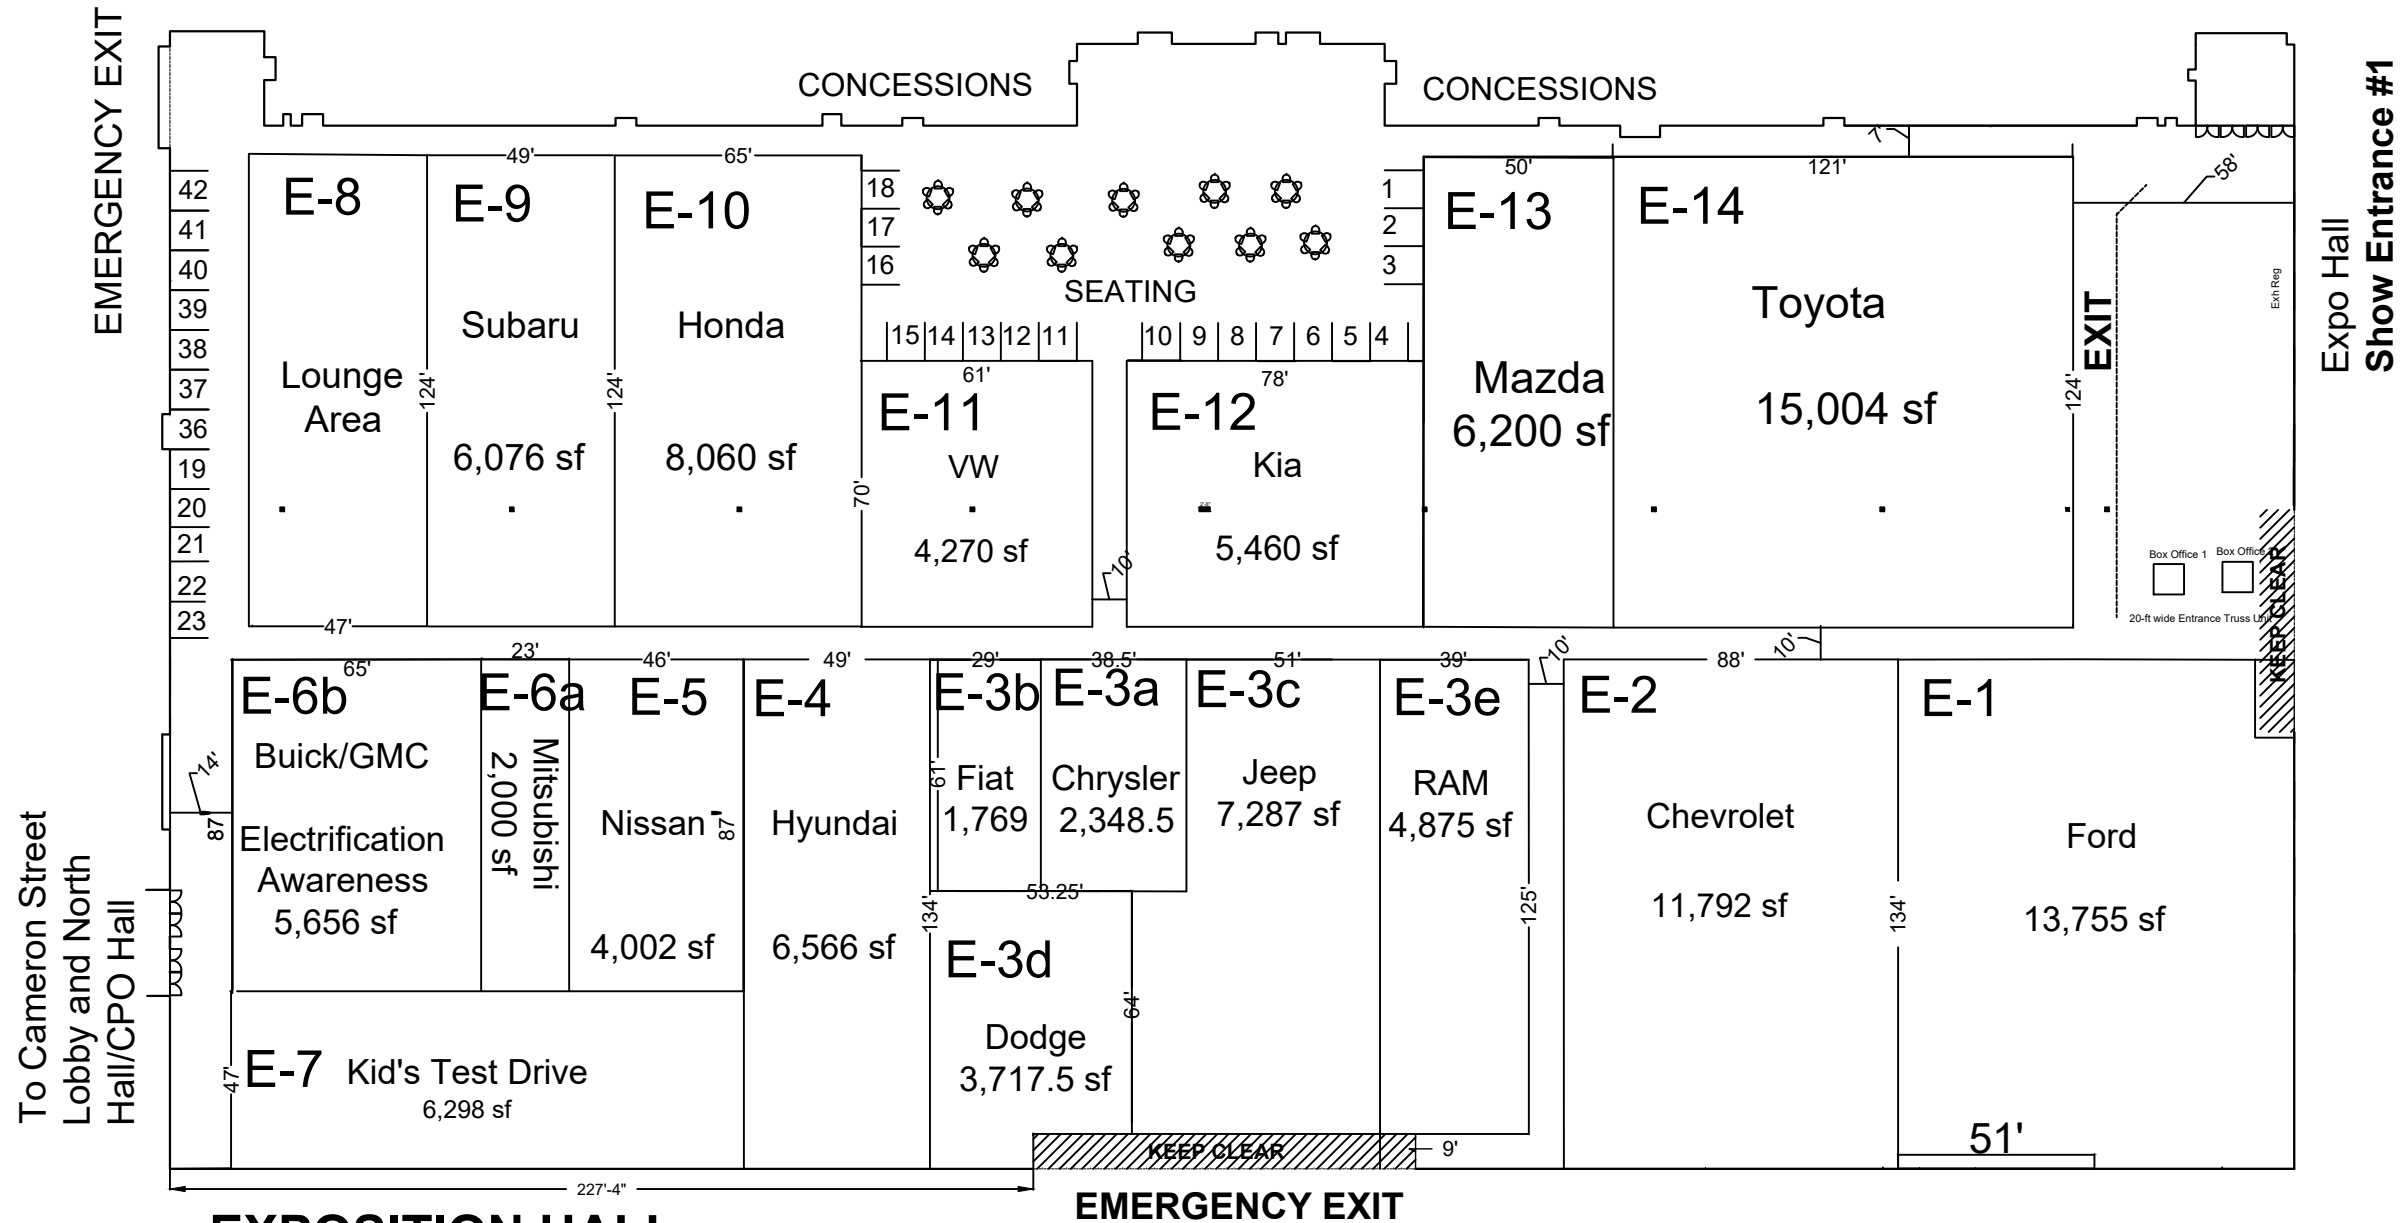 EMERGENCY EXIT
CONCESSIONS
CONCESSIONS
Expo Hall
Show Entrance #1
7'
58'
49'
65'
50'
121'
42
41
40
39
38
37
36
19
20
21
22
23
E-8
Lounge
Area
47'
E-9
Subaru
124'
6,076 sf
E-10
Honda
124'
8,060 sf
18
17
16
SEATING
1
2
3
15 14 13 12 11
10 9 8 7 6 5 4
61'
E-11
VW
70'
4,270 sf
10'
78'
E-12
Kia
5,460 sf
E-13
Mazda
6,200 sf
E-14
Toyota
15,004 sf
124'
EXIT
Exh Reg
Box Office 1
Box Office
20-ft wide Entrance Truss Unit
KEEP CLEAR
65'
E-6b
Buick/GMC
Electrification
Awareness
5,656 sf
14'
87'
23'
E-6a
Mitsubishi
2,000 sf
46'
E-5
Nissan
87'
4,002 sf
49'
E-4
Hyundai
6,566 sf
134'
29'
E-3b
61'
Fiat
1,769
38.5'
E-3a
Chrysler
2,348.5
51'
E-3c
Jeep
7,287 sf
39'
E-3e
RAM
4,875 sf
125'
10'
10'
88'
E-2
Chevrolet
11,792 sf
134'
E-1
Ford
13,755 sf
51'
53.25'
E-3d
Dodge
3,717.5 sf
64'
To Cameron Street
Lobby and North
Hall/CPO Hall
47'
E-7
Kid's Test Drive
6,298 sf
KEEP CLEAR
9'
227'-4"
EMERGENCY EXIT
EXPOSITION HALL